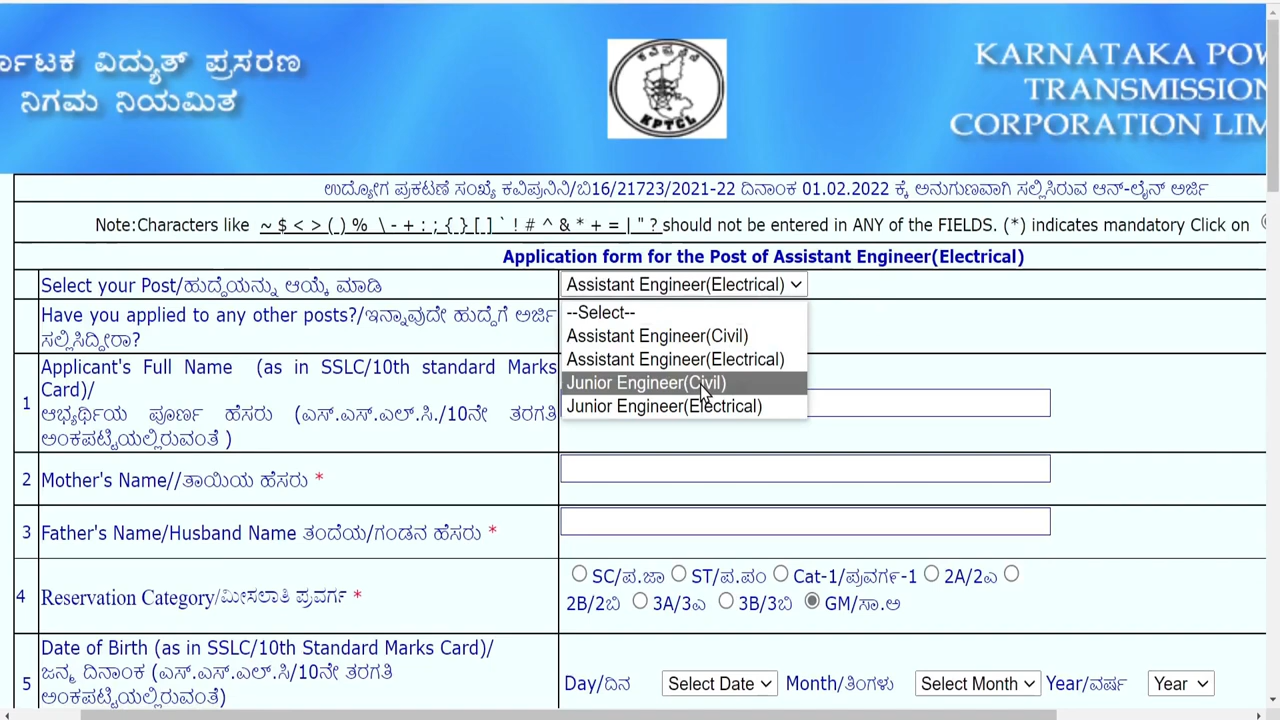 ರ್ನಾಟಕ ವಿದ್ಯುತ್ ಪ್ರಸರಣ
ನಿಗಮ ನಿಯಮಿತ
ಕವಿಪ್ರನಿನಿ
KPTCL
KARNATAKA POW
TRANSMISSION
CORPORATION LIM
ಉದ್ಯೋಗ ಪ್ರಕಟಣೆ ಸಂಖ್ಯೆ ಕವಿಪ್ರನಿನಿ/ಬಿ16/21723/2021-22 ದಿನಾಂಕ 01.02.2022 ಕ್ಕೆ ಅನುಗುಣವಾಗಿ ಸಲ್ಲಿಸಿರುವ ಆನ್-ಲೈನ್ ಅರ್ಜಿ
Note:Characters like ~ $ < > ( ) % \ - + : ; { } [ ] ` ! # ^ & * + = | " ? should not be entered in ANY of the FIELDS. (*) indicates mandatory Click on
Application form for the Post of Assistant Engineer(Electrical)
Select your Post/ಹುದ್ದೆಯನ್ನು ಆಯ್ಕೆ ಮಾಡಿ
Assistant Engineer(Electrical)
--Select--
Assistant Engineer(Civil)
Assistant Engineer(Electrical)
Junior Engineer(Civil)
Junior Engineer(Electrical)
Have you applied to any other posts?/ಇನ್ನಾವುದೇ ಹುದ್ದೆಗೆ ಅರ್ಜಿ
ಸಲ್ಲಿಸಿದ್ದೀರಾ?
1 Applicant's Full Name (as in SSLC/10th standard Marks
Card)/
ಆಭ್ಯರ್ಥಿಯ ಪೂರ್ಣ ಹೆಸರು (ಎಸ್.ಎಸ್.ಎಲ್.ಸಿ./10ನೇ ತರಗತಿ
ಅಂಕಪಟ್ಟಿಯಲ್ಲಿರುವಂತೆ )
2 Mother's Name//ತಾಯಿಯ ಹೆಸರು *
3 Father's Name/Husband Name ತಂದೆಯ/ಗಂಡನ ಹೆಸರು *
4 Reservation Category/ಮೀಸಲಾತಿ ಪ್ರವರ್ಗ *
SC/ಪ.ಜಾ ST/ಪ.ಪಂ Cat-1/ಪ್ರವರ್ಗ-1 2A/2ಎ
2B/2ಬಿ 3A/3ಎ 3B/3ಬಿ GM/ಸಾ.ಅ
5 Date of Birth (as in SSLC/10th Standard Marks Card)/
ಜನ್ಮ ದಿನಾಂಕ (ಎಸ್.ಎಸ್.ಎಲ್.ಸಿ/10ನೇ ತರಗತಿ
ಅಂಕಪಟ್ಟಿಯಲ್ಲಿರುವಂತೆ)
Day/ದಿನ Select Date Month/ತಿಂಗಳು Select Month Year/ವರ್ಷ Year